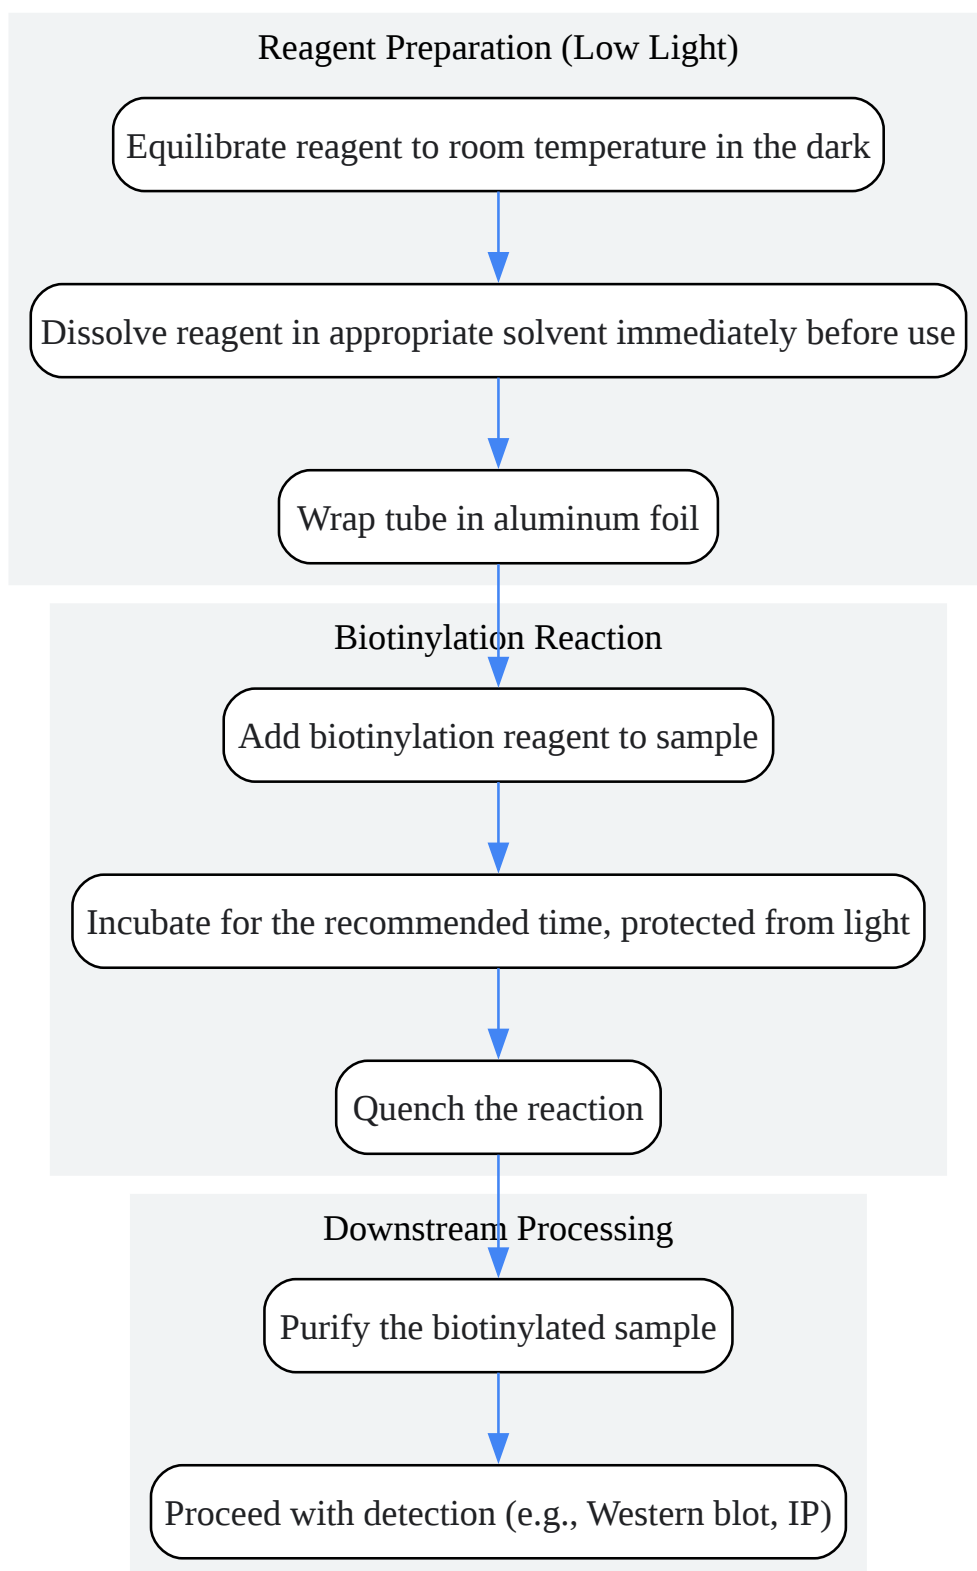 Reagent Preparation (Low Light)
Equilibrate reagent to room temperature in the dark
Dissolve reagent in appropriate solvent immediately before use
Wrap tube in aluminum foil
Biotinylation Reaction
Add biotinylation reagent to sample
Incubate for the recommended time, protected from light
Quench the reaction
Downstream Processing
Purify the biotinylated sample
Proceed with detection (e.g., Western blot, IP)